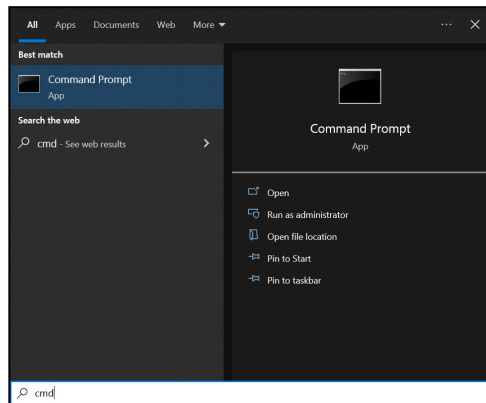 All Apps Documents Web More
Best match
Command Prompt
App
Search the web
cmd - See web results
Command Prompt
App
Open
Run as administrator
Open file location
Pin to Start
Pin to taskbar
cmd